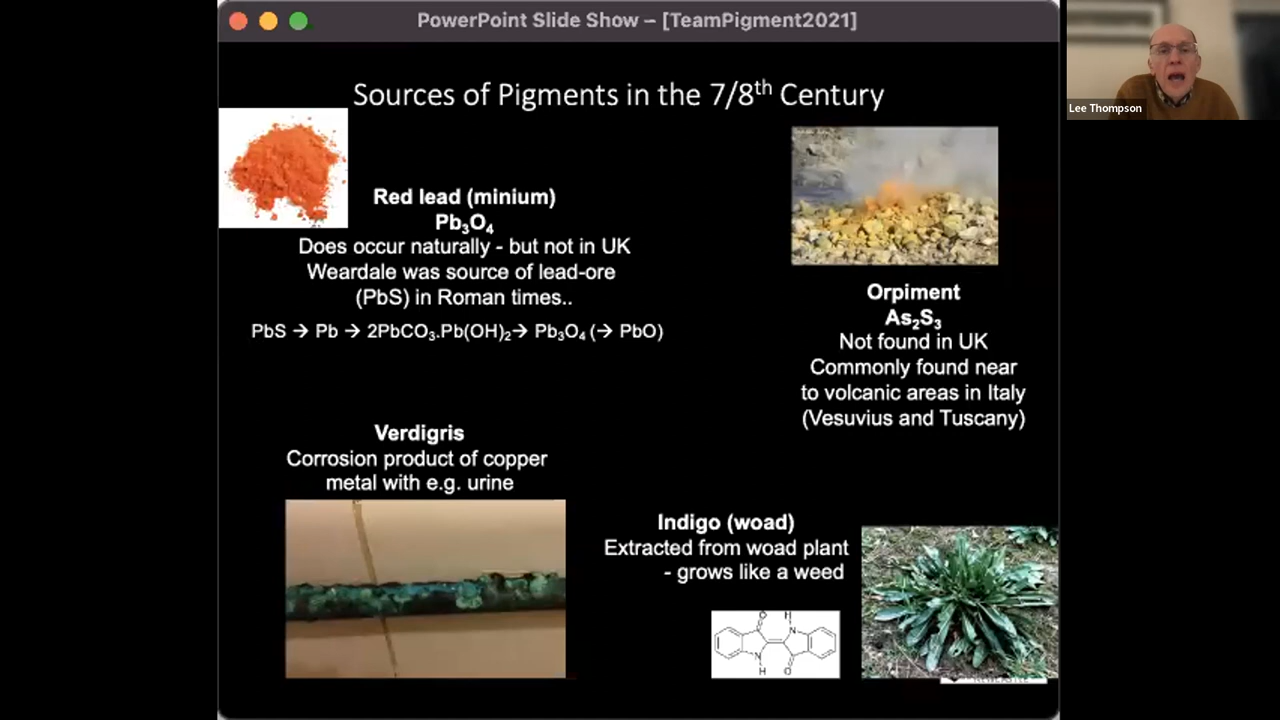 PowerPoint Slide Show – [TeamPigment2021]
Lee Thompson
Sources of Pigments in the 7/8th Century
Red lead (minium)
Pb₃O₄
Does occur naturally - but not in UK
Weardale was source of lead-ore
(PbS) in Roman times..
PbS → Pb → 2PbCO₃.Pb(OH)₂→ Pb₃O₄ (→ PbO)
Orpiment
As₂S₃
Not found in UK
Commonly found near
to volcanic areas in Italy
(Vesuvius and Tuscany)
Verdigris
Corrosion product of copper
metal with e.g. urine
Indigo (woad)
Extracted from woad plant
- grows like a weed
O H
N
N
H O